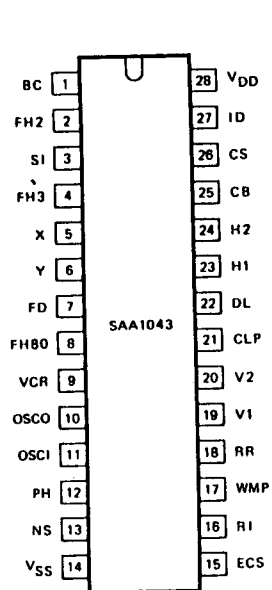 BC 1 28 VDD
FH2 2 27 ID
SI 3 26 CS
FH3 4 25 CB
X 5 24 H2
Y 6 23 H1
FD 7 22 DL
SAA1043
FH80 8 21 CLP
VCR 9 20 V2
OSCO 10 19 V1
OSCI 11 18 RR
PH 12 17 WMP
NS 13 16 RI
VSS 14 15 ECS